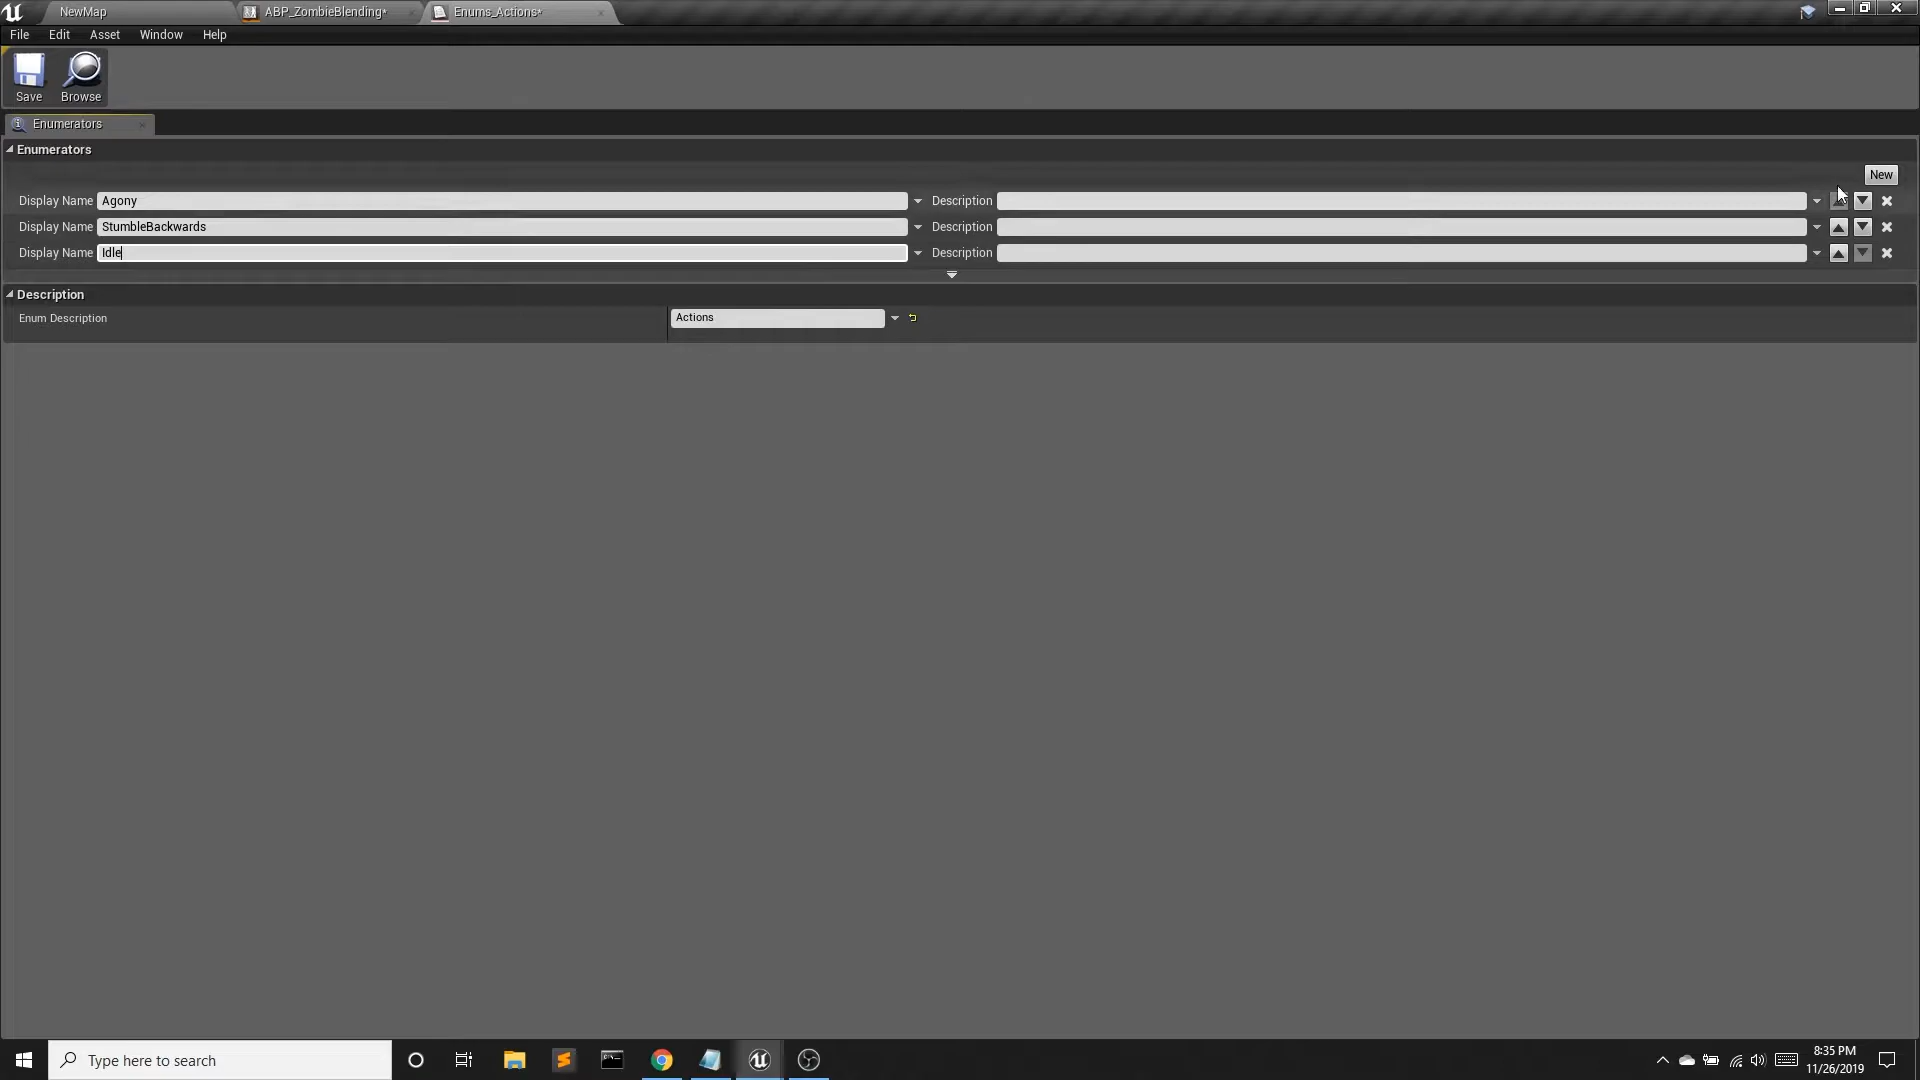 NewMap
ABP_ZombieBlending*
Enums_Actions*
File Edit Asset Window Help
Save Browse
Enumerators
Enumerators
New
Display Name Agony Description
Display Name StumbleBackwards Description
Display Name Idle Description
Description
Enum Description Actions
Type here to search
8:35 PM
11/26/2019